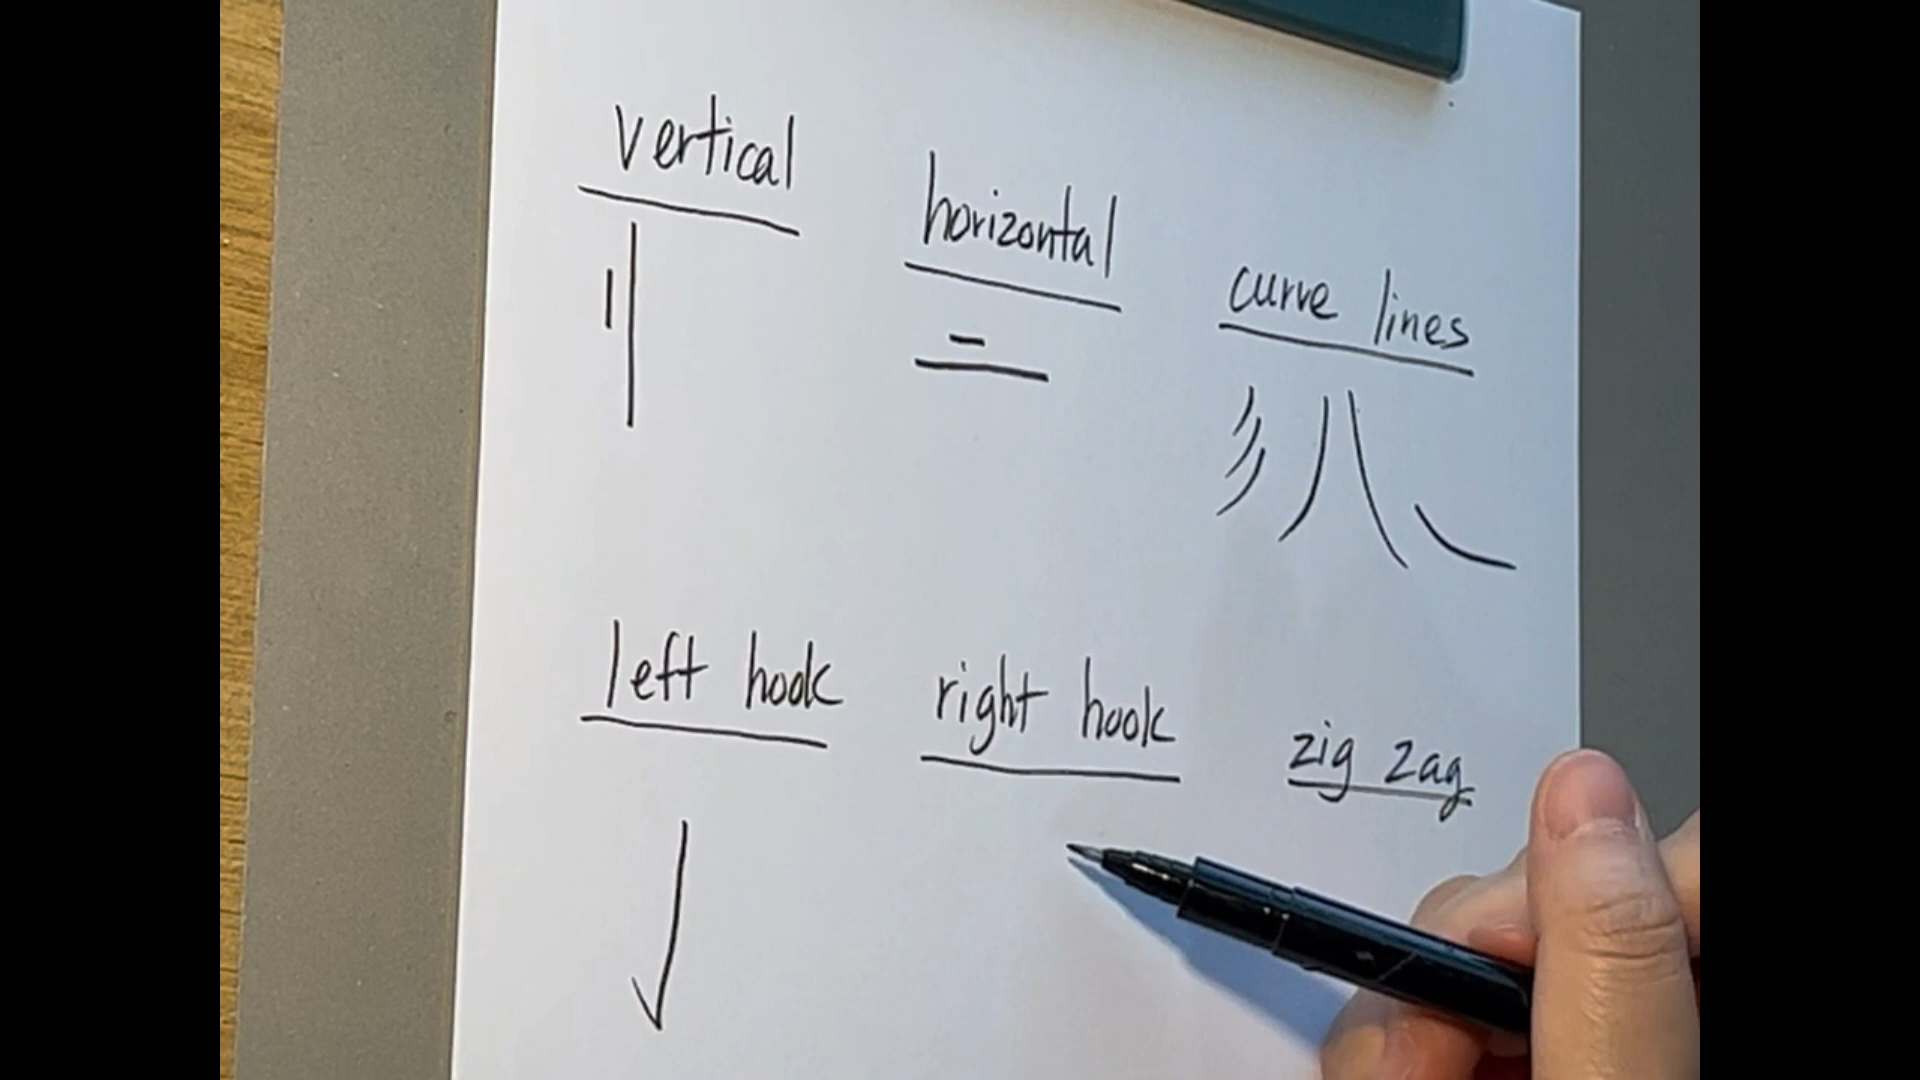 vertical
horizontal
curve lines
left hook
right hook
zig zag